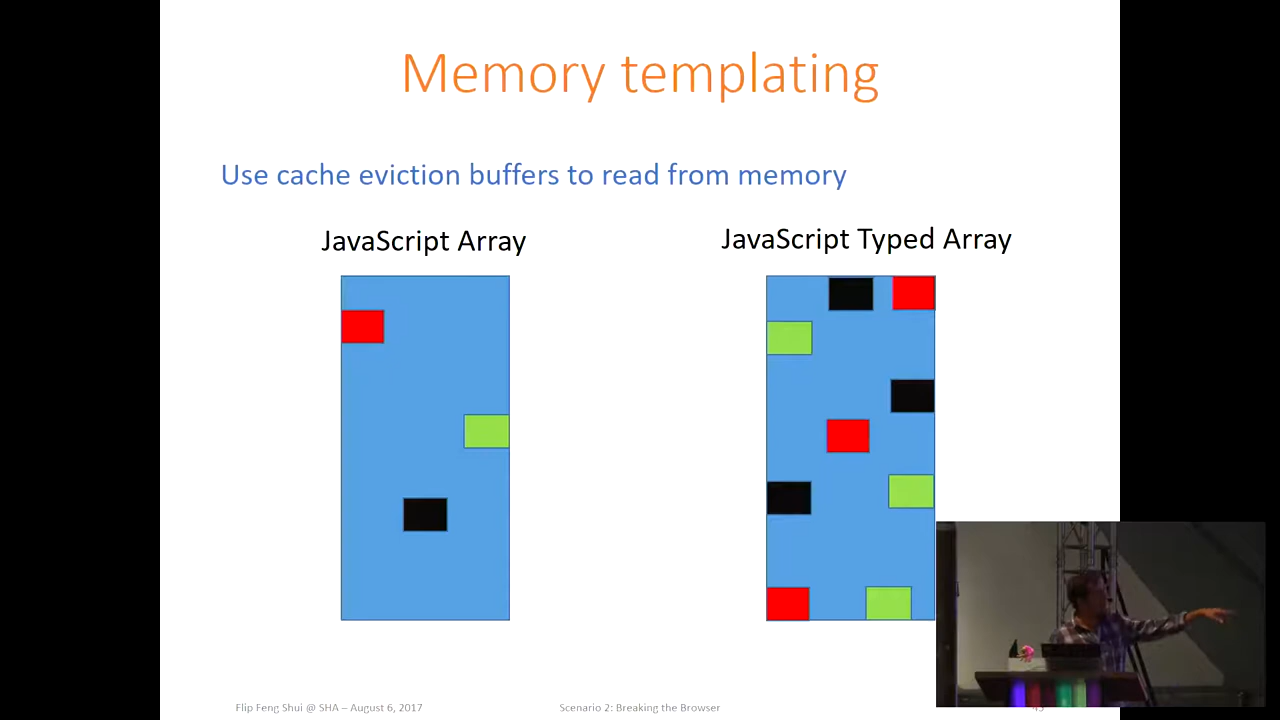 Memory templating
Use cache eviction buffers to read from memory
JavaScript Array
JavaScript Typed Array
Flip Feng Shui @ SHA – August 6, 2017
Scenario 2: Breaking the Browser